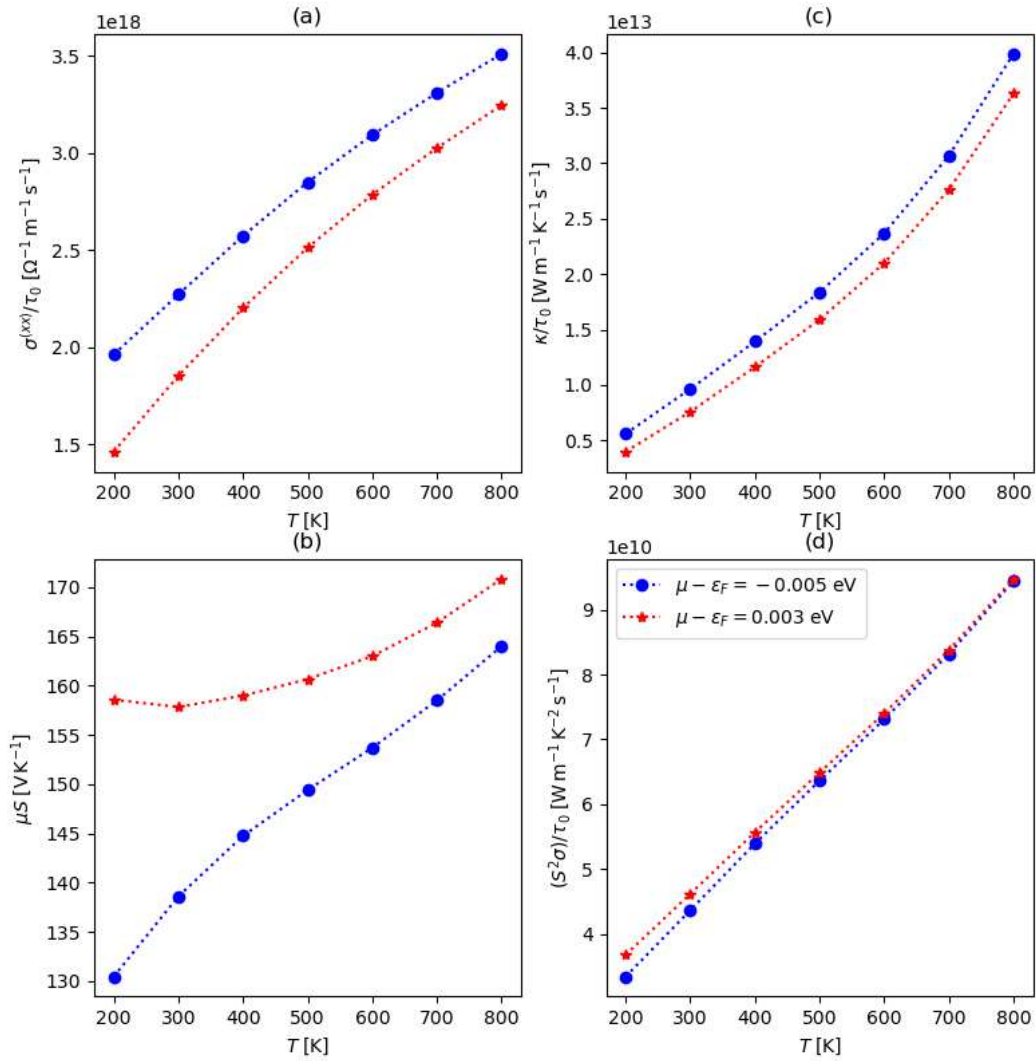 (a)
1e18
3.5
3.0
2.5
2.0
1.5
σ^(xx)/τ₀ [Ω⁻¹ m⁻¹ s⁻¹]
200 300 400 500 600 700 800
T [K]
(c)
1e13
4.0
3.5
3.0
2.5
2.0
1.5
1.0
0.5
κ/τ₀ [W m⁻¹ K⁻¹ s⁻¹]
200 300 400 500 600 700 800
T [K]
(b)
170
165
160
155
150
145
140
135
130
μS [V K⁻¹]
200 300 400 500 600 700 800
T [K]
(d)
1e10
9
8
7
6
5
4
(S²σ)/τ₀ [W m⁻¹ K⁻² s⁻¹]
μ − ε_F = −0.005 eV
μ − ε_F = 0.003 eV
200 300 400 500 600 700 800
T [K]